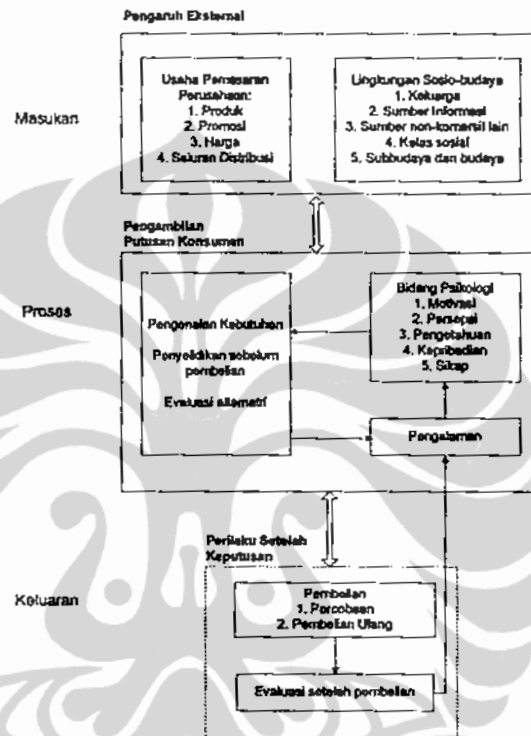 Pengaruh Eksternal
Masukan
Usaha Pemasaran
Perusahaan:
1. Produk
2. Promosi
3. Harga
4. Saluran Distribusi
Lingkungan Sosio-budaya
1. Keluarga
2. Sumber Informasi
3. Sumber non-komersil lain
4. Kelas sosial
5. Subbudaya dan budaya
Pengambilan
Putusan Konsumen
Proses
Pengenalan Kebutuhan
Penyelidikan sebelum
pembelian
Evaluasi alternatif
Bidang Psikologi
1. Motivasi
2. Persepsi
3. Pengetahuan
4. Kepribadian
5. Sikap
Pengalaman
Perilaku Setelah
Keputusan
Keluaran
Pembelian
1. Percobaan
2. Pembelian Ulang
Evaluasi setelah pembelian